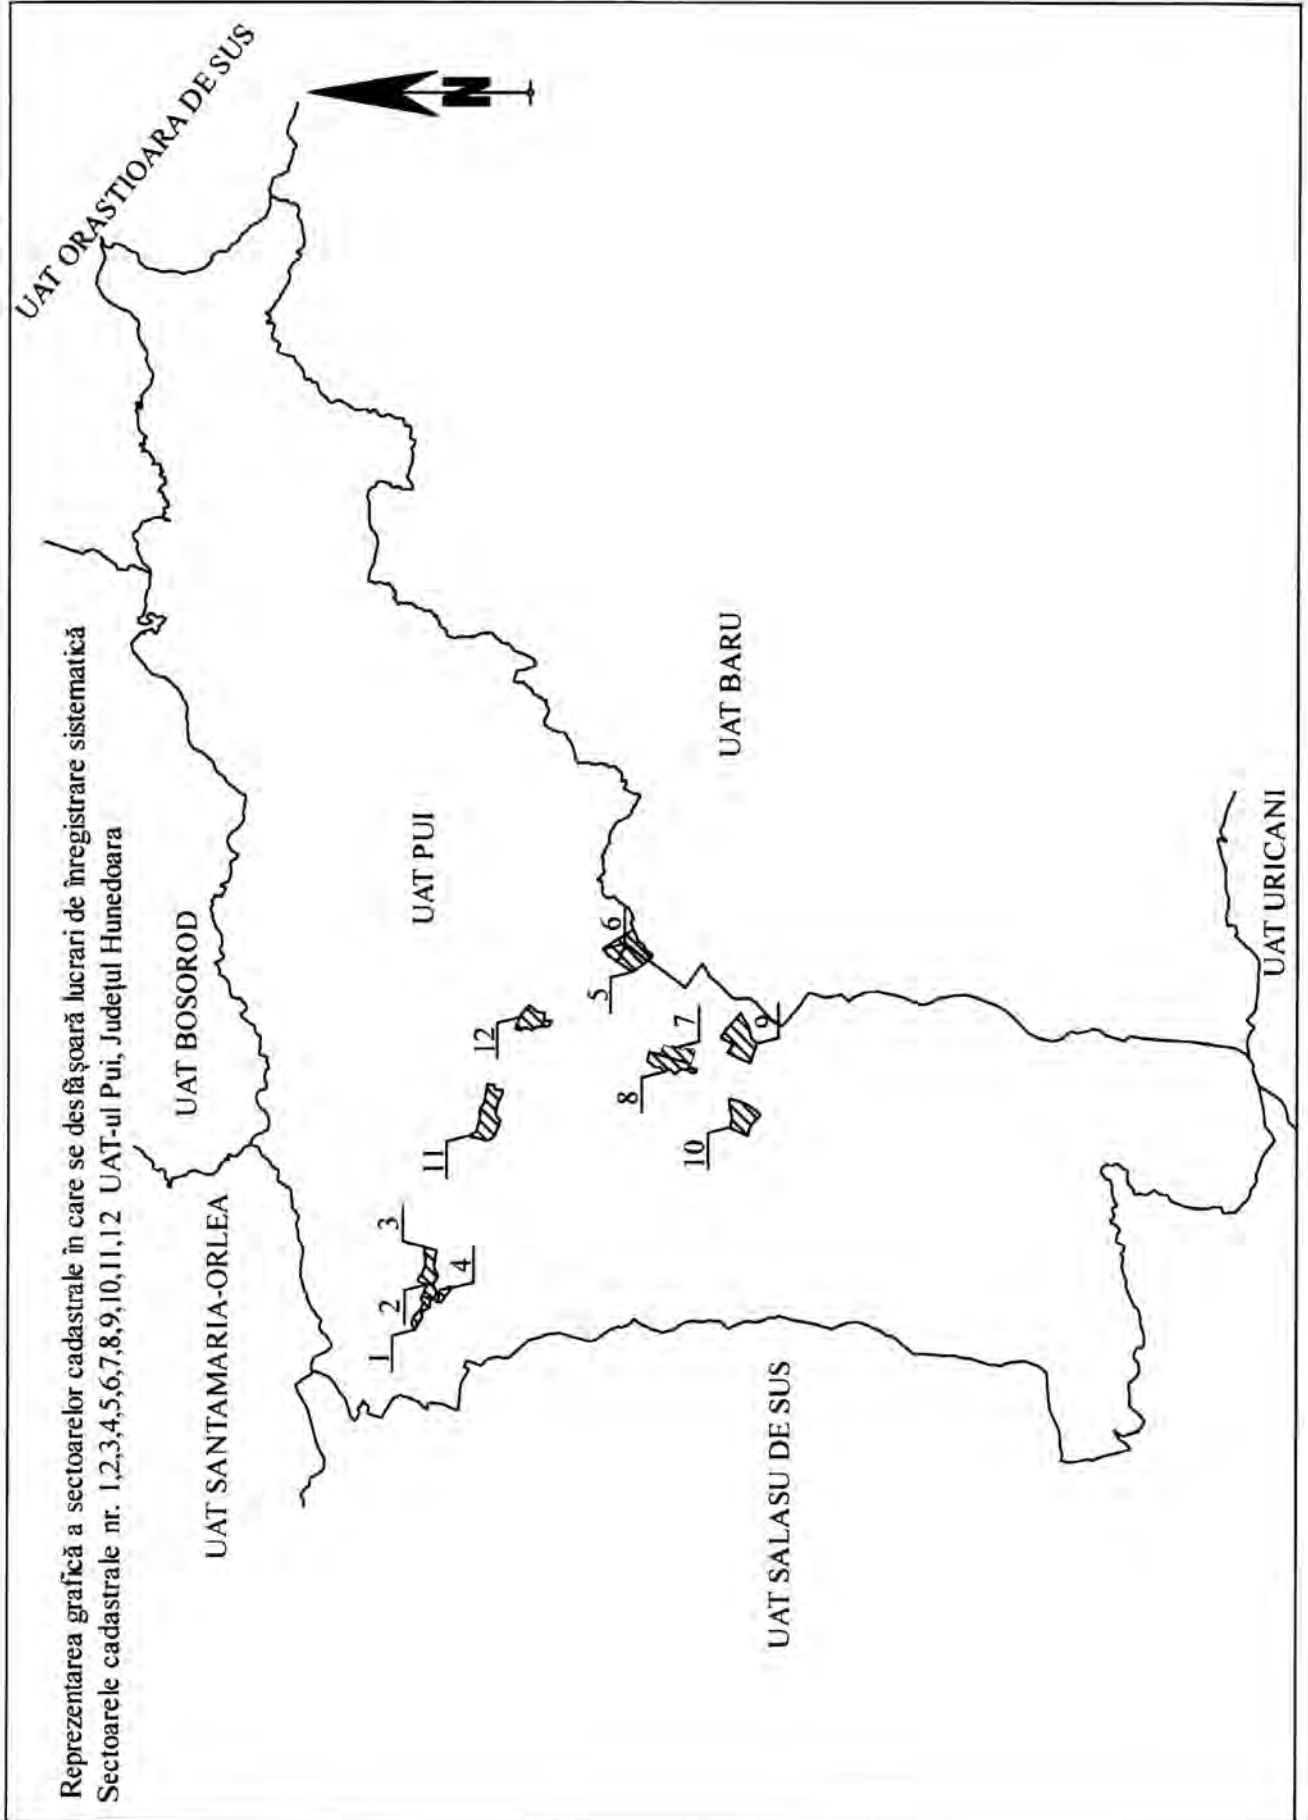 Reprezentarea grafică a sectoarelor cadastrale în care se desfășoară lucrari de înregistrare sistematică
Sectoarele cadastrale nr. 1,2,3,4,5,6,7,8,9,10,11,12 UAT-ul Pui, Județul Hunedoara
UAT ORASTIOARA DE SUS
N
UAT BOSOROD
UAT SANTAMARIA-ORLEA
UAT PUI
1
2
3
4
11
12
5
6
UAT BARU
8
7
10
9
UAT SALASU DE SUS
UAT URICANI